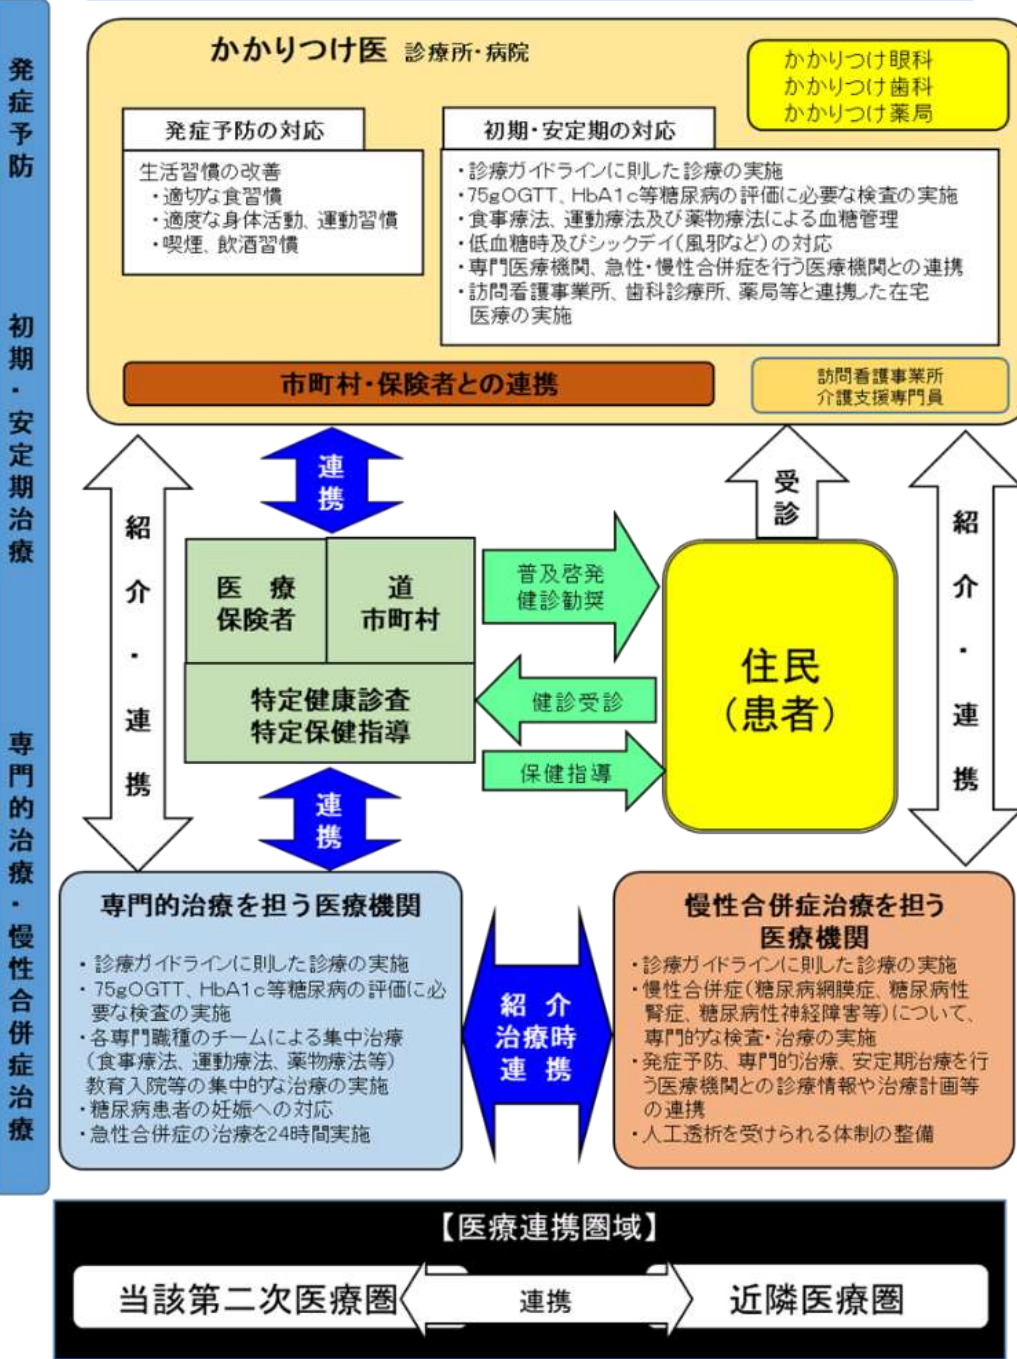 発症予防
初期・安定期治療
専門的治療・慢性合併症治療
かかりつけ医 診療所・病院
かかりつけ眼科
かかりつけ歯科
かかりつけ薬局
発症予防の対応
生活習慣の改善
・適切な食習慣
・適度な身体活動、運動習慣
・喫煙、飲酒習慣
初期・安定期の対応
・診療ガイドラインに則した診療の実施
・75gOGTT、HbA1c等糖尿病の評価に必要な検査の実施
・食事療法、運動療法及び薬物療法による血糖管理
・低血糖時及びシックデイ(風邪など)の対応
・専門医療機関、急性・慢性合併症を行う医療機関との連携
・訪問看護事業所、歯科診療所、薬局等と連携した在宅
医療の実施
市町村・保険者との連携
訪問看護事業所
介護支援専門員
紹介・連携
連携
受診
紹介・連携
医療
保険者
道
市町村
特定健康診査
特定保健指導
普及啓発
健診勧奨
健診受診
保健指導
住民
(患者)
連携
専門的治療を担う医療機関
・診療ガイドラインに則した診療の実施
・75gOGTT、HbA1c等糖尿病の評価に必
要な検査の実施
・各専門職種のチームによる集中治療
(食事療法、運動療法、薬物療法等)
教育入院等の集中的な治療の実施
・糖尿病患者の妊娠への対応
・急性合併症の治療を24時間実施
紹介
治療時
連携
慢性合併症治療を担う
医療機関
・診療ガイドラインに則した診療の実施
・慢性合併症(糖尿病網膜症、糖尿病性
腎症、糖尿病性神経障害等)について、
専門的な検査・治療の実施
・発症予防、専門的治療、安定期治療を行
う医療機関との診療情報や治療計画等
の連携
・人工透析を受けられる体制の整備
【医療連携圏域】
当該第二次医療圏
連携
近隣医療圏